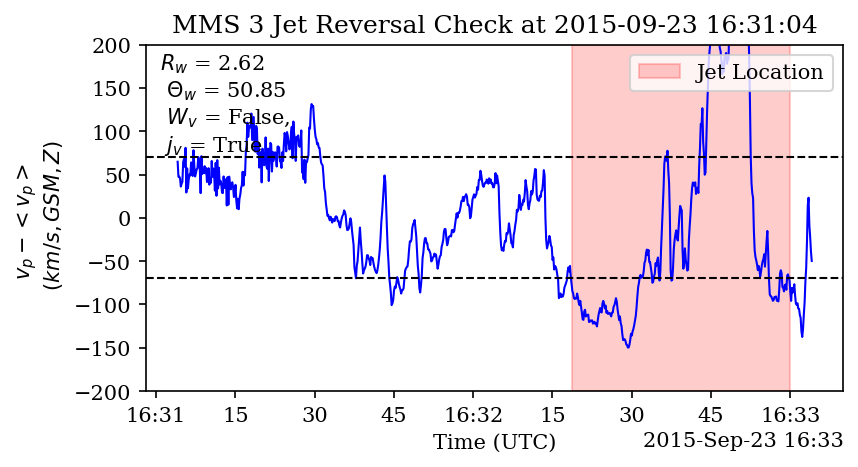 MMS 3 Jet Reversal Check at 2015-09-23 16:31:04
R_w = 2.62
Θ_w = 50.85
W_v = False,
j_v = True
Jet Location
v_p − < v_p >
(km/s, GSM, Z)
200
150
100
50
0
−50
−100
−150
−200
16:31 15 30 45 16:32 15 30 45 16:33
Time (UTC)
2015-Sep-23 16:33